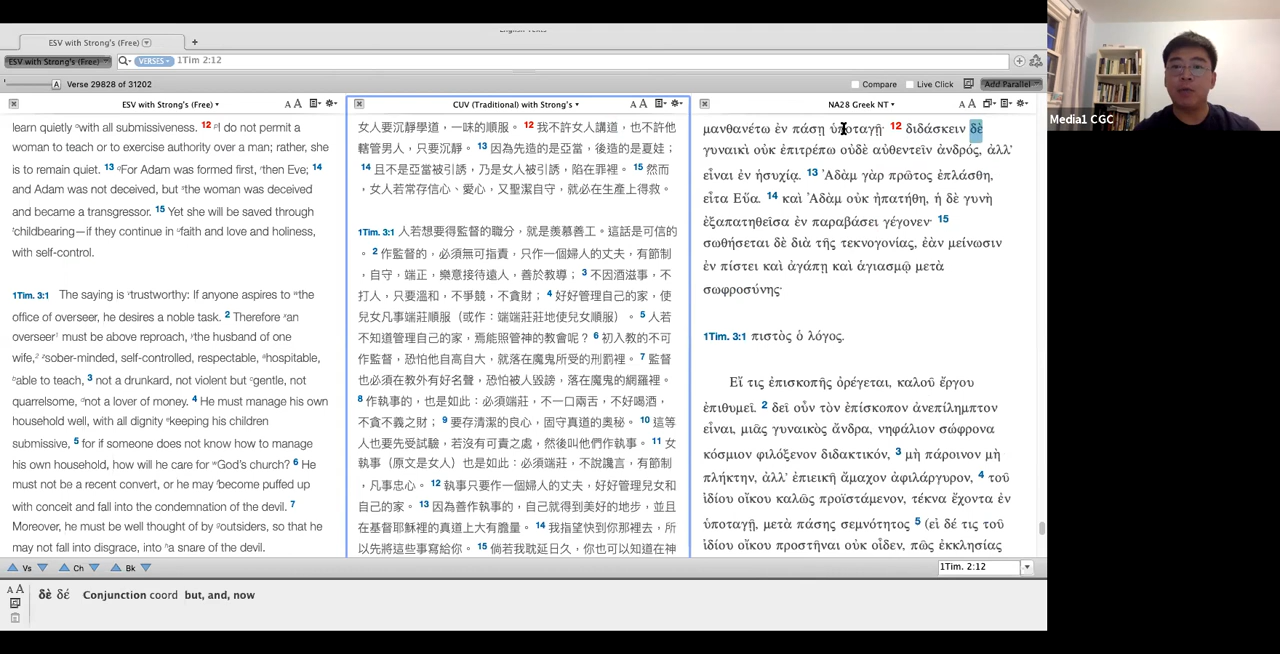 English Texts
ESV with Strong's (Free)
+
ESV with Strong's (Free) VERSES 1Tim 2:12
A Verse 29828 of 31202 Compare Live Click Add Parallel
ESV with Strong's (Free)
learn quietly with all submissiveness. 12 I do not permit a
woman to teach or to exercise authority over a man; rather, she
is to remain quiet. 13 For Adam was formed first, then Eve; 14
and Adam was not deceived, but the woman was deceived
and became a transgressor. 15 Yet she will be saved through
childbearing—if they continue in faith and love and holiness,
with self-control.
1Tim. 3:1 The saying is trustworthy: If anyone aspires to the
office of overseer, he desires a noble task. 2 Therefore an
overseer must be above reproach, the husband of one
wife, sober-minded, self-controlled, respectable, hospitable,
able to teach, 3 not a drunkard, not violent but gentle, not
quarrelsome, not a lover of money. 4 He must manage his own
household well, with all dignity keeping his children
submissive, 5 for if someone does not know how to manage
his own household, how will he care for God's church? 6 He
must not be a recent convert, or he may become puffed up
with conceit and fall into the condemnation of the devil. 7
Moreover, he must be well thought of by outsiders, so that he
may not fall into disgrace, into a snare of the devil.
CUV (Traditional) with Strong's
女人要沉靜學道，一味的順服。 12 我不許女人講道，也不許他
轄管男人，只要沉靜。 13 因為先造的是亞當，後造的是夏娃；
14 且不是亞當被引誘，乃是女人被引誘，陷在罪裡。 15 然而
，女人若常存信心、愛心，又聖潔自守，就必在生產上得救。
1Tim. 3:1 人若想要得監督的職分，就是羨慕善工。這話是可信的
。 2 作監督的，必須無可指責，只作一個婦人的丈夫，有節制
，自守，端正，樂意接待遠人，善於教導； 3 不因酒滋事，不
打人，只要溫和，不爭競，不貪財； 4 好好管理自己的家，使
兒女凡事端莊順服（或作：端端莊莊地使兒女順服）。 5 人若
不知道管理自己的家，焉能照管神的教會呢？ 6 初入教的不可
作監督，恐怕他自高自大，就落在魔鬼所受的刑罰裡。 7 監督
也必須在教外有好名聲，恐怕被人毀謗，落在魔鬼的網羅裡。
8 作執事的，也是如此：必須端莊，不一口兩舌，不好喝酒，
不貪不義之財； 9 要存清潔的良心，固守真道的奧秘。 10 這等
人也要先受試驗，若沒有可責之處，然後叫他們作執事。 11 女
執事（原文是女人）也是如此：必須端莊，不說讒言，有節制
，凡事忠心。 12 執事只要作一個婦人的丈夫，好好管理兒女和
自己的家。 13 因為善作執事的，自己就得到美好的地步，並且
在基督耶穌裡的真道上大有膽量。 14 我指望快到你那裡去，所
以先將這些事寫給你。 15 倘若我耽延日久，你也可以知道在神
NA28 Greek NT
μανθανέτω ἐν πάσῃ ὑποταγῇ· 12 διδάσκειν δὲ
γυναικὶ οὐκ ἐπιτρέπω οὐδὲ αὐθεντεῖν ἀνδρός, ἀλλ’
εἶναι ἐν ἡσυχίᾳ. 13 Ἀδὰμ γὰρ πρῶτος ἐπλάσθη,
εἶτα Εὕα. 14 καὶ Ἀδὰμ οὐκ ἠπατήθη, ἡ δὲ γυνὴ
ἐξαπατηθεῖσα ἐν παραβάσει γέγονεν· 15
σωθήσεται δὲ διὰ τῆς τεκνογονίας, ἐὰν μείνωσιν
ἐν πίστει καὶ ἀγάπῃ καὶ ἁγιασμῷ μετὰ
σωφροσύνης·
1Tim. 3:1 πιστὸς ὁ λόγος.
Εἴ τις ἐπισκοπῆς ὀρέγεται, καλοῦ ἔργου
ἐπιθυμεῖ. 2 δεῖ οὖν τὸν ἐπίσκοπον ἀνεπίλημπτον
εἶναι, μιᾶς γυναικὸς ἄνδρα, νηφάλιον σώφρονα
κόσμιον φιλόξενον διδακτικόν, 3 μὴ πάροινον μὴ
πλήκτην, ἀλλ’ ἐπιεικῆ ἄμαχον ἀφιλάργυρον, 4 τοῦ
ἰδίου οἴκου καλῶς προϊστάμενον, τέκνα ἔχοντα ἐν
ὑποταγῇ, μετὰ πάσης σεμνότητος 5 (εἰ δέ τις τοῦ
ἰδίου οἴκου προστῆναι οὐκ οἶδεν, πῶς ἐκκλησίας
Vs Ch Bk 1Tim. 2:12
A A δὲ δέ Conjunction coord but, and, now
Media1 CGC